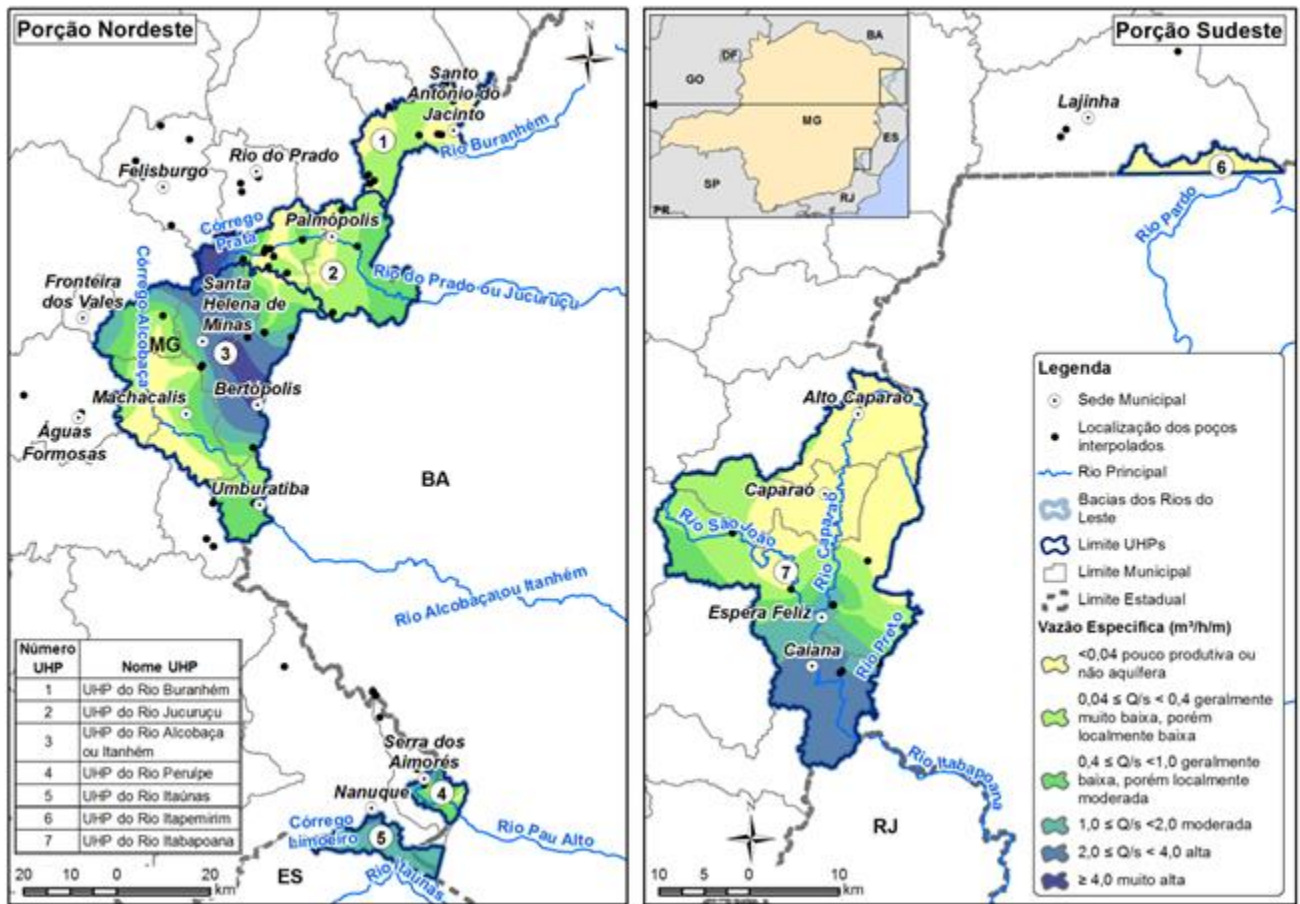 Porção Nordeste
N
Santo
Antônio do
Jacinto
1
Rio Buranhém
Rio do Prado
Felisburgo
Córrego
Prata
Palmópolis
2
Rio do Prado ou Jucuruçu
Fronteira
dos Vales
Córrego Alcobaça
Santa
Helena de
Minas
MG
3
Bertópolis
Machacalis
Águas
Formosas
Umburatiba
BA
Rio Alcobaça ou Itanhém
Número
UHP
Nome UHP
1 UHP do Rio Buranhém
2 UHP do Rio Jucuruçu
3 UHP do Rio Alcobaça
ou Itanhém
4 UHP do Rio Peruípe
5 UHP do Rio Itaúnas
6 UHP do Rio Itapemirim
7 UHP do Rio Itabapoana
Serra dos
Aimorés
Nanuque
4
Córrego
Limoeiro
5
Rio Pau Alto
Rio Itaúnas
ES
20 10 0 20
km
Porção Sudeste
BA
DF
GO
MG
ES
SP
RJ
PR
Lajinha
6
Rio Pardo
Alto Caparaó
Caparaó
Rio Caparaó
Rio São João
7
Espera Feliz
Caiana
Rio Preto
Rio Itabapoana
RJ
N
10 5 0 10
km
Legenda
Sede Municipal
Localização dos poços
interpolados
Rio Principal
Bacias dos Rios do
Leste
Limite UHPs
Limite Municipal
Limite Estadual
Vazão Especifica (m³/h/m)
<0,04 pouco produtiva ou
não aquífera
0,04 ≤ Q/s < 0,4 geralmente
muito baixa, porém
localmente baixa
0,4 ≤ Q/s <1,0 geralmente
baixa, porém localmente
moderada
1,0 ≤ Q/s <2,0 moderada
2,0 ≤ Q/s < 4,0 alta
≥ 4,0 muito alta